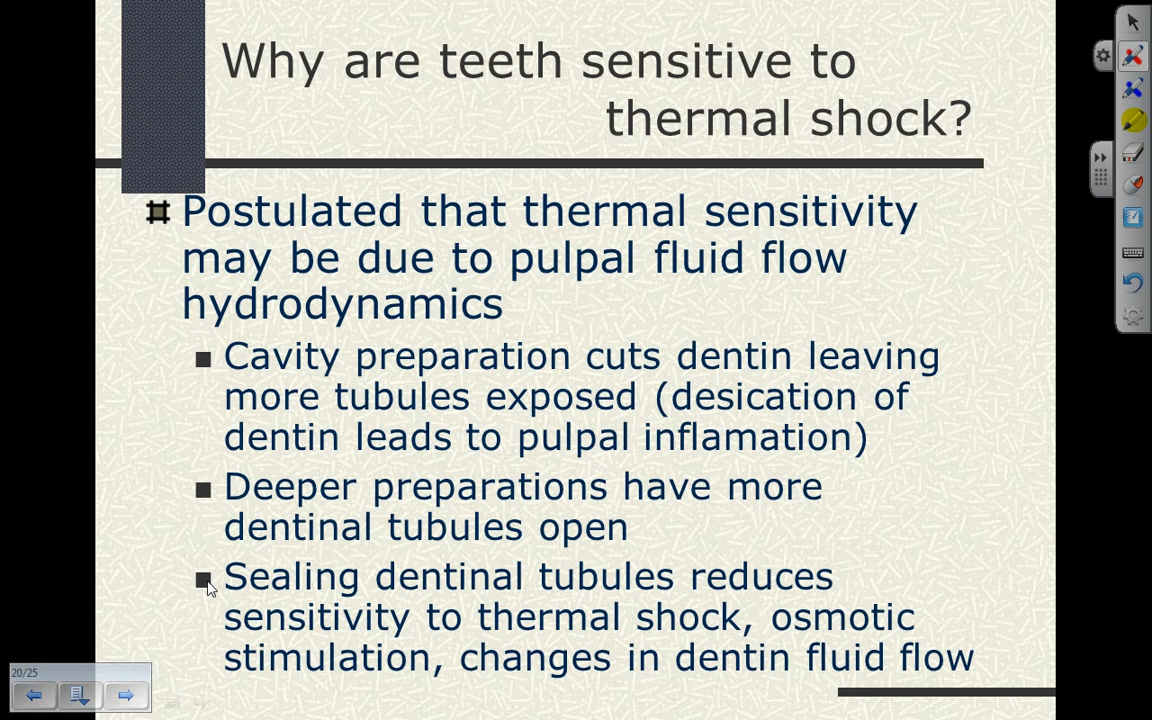 Why are teeth sensitive to
thermal shock?
Postulated that thermal sensitivity
may be due to pulpal fluid flow
hydrodynamics
Cavity preparation cuts dentin leaving
more tubules exposed (desication of
dentin leads to pulpal inflamation)
Deeper preparations have more
dentinal tubules open
Sealing dentinal tubules reduces
sensitivity to thermal shock, osmotic
stimulation, changes in dentin fluid flow
20/25